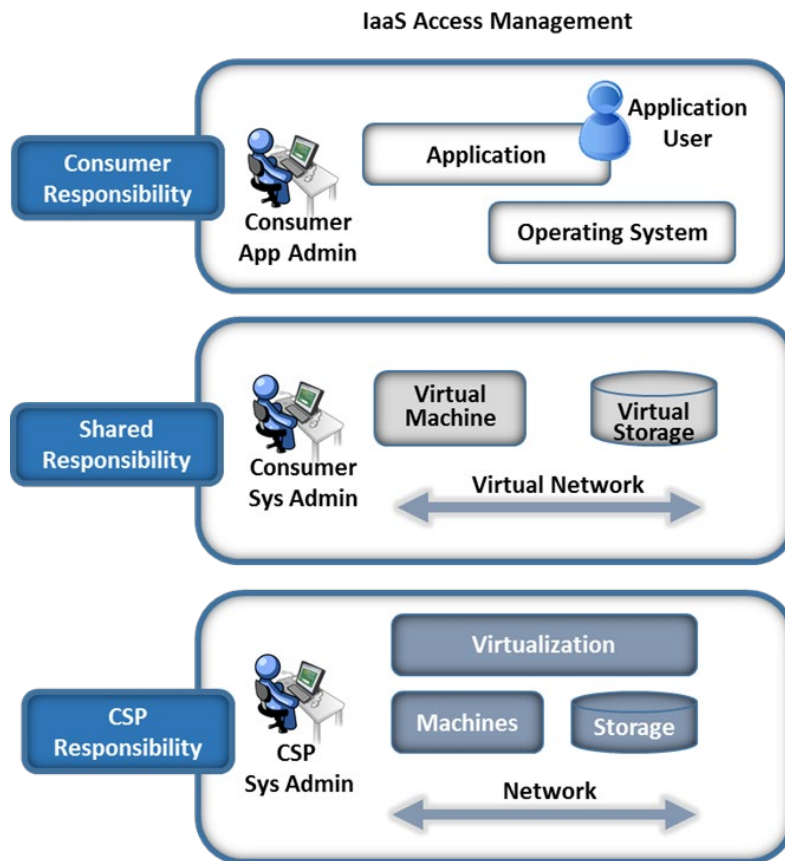 IaaS Access Management
Consumer
Responsibility
Consumer
App Admin
Application
Application
User
Operating System
Shared
Responsibility
Consumer
Sys Admin
Virtual
Machine
Virtual
Storage
Virtual Network
CSP
Responsibility
CSP
Sys Admin
Virtualization
Machines
Storage
Network